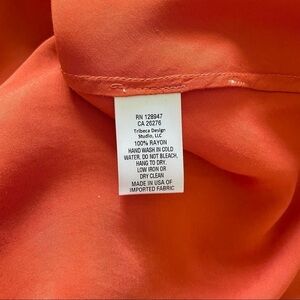 RN 128947
CA 26276
Tribeca Design
Studio, LLC
100% RAYON
HAND WASH IN COLD
WATER. DO NOT BLEACH,
HANG TO DRY,
LOW IRON OR
DRY CLEAN
MADE IN USA OF
IMPORTED FABRIC